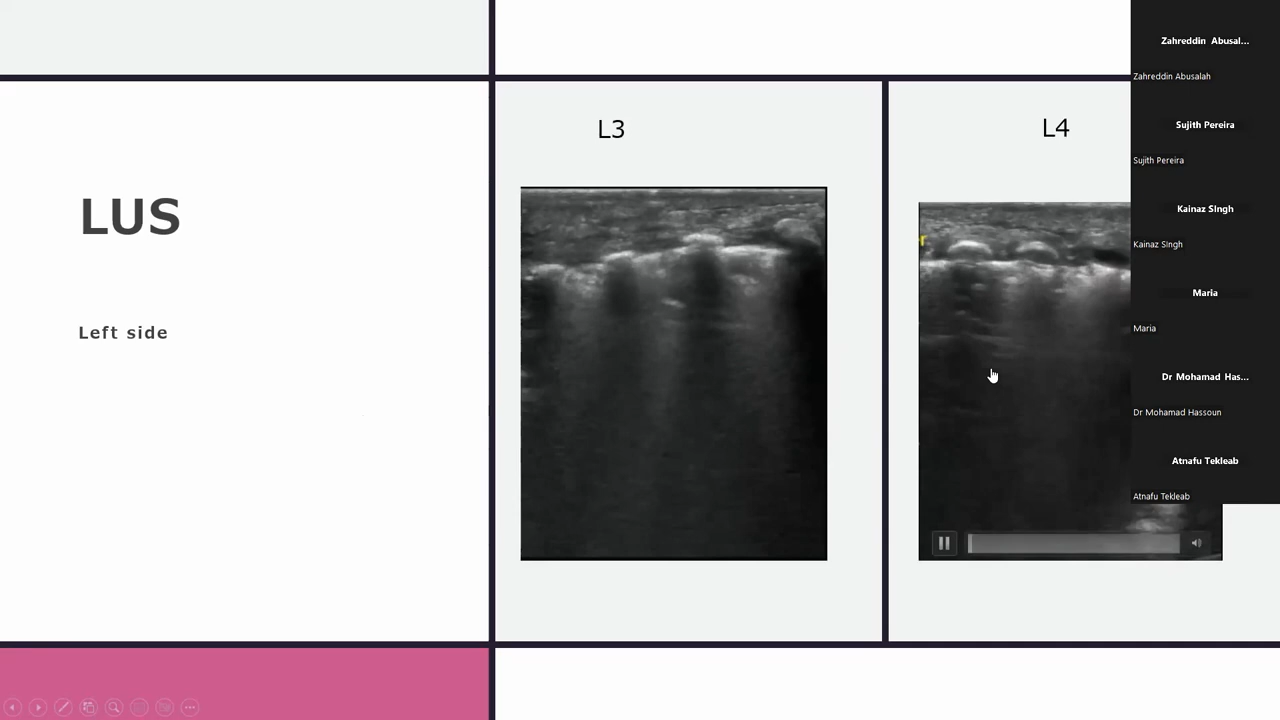 LUS
Left side
L3
L4
r
Zahreddin Abusal...
Zahreddin Abusalah
Sujith Pereira
Sujith Pereira
Kainaz SIngh
Kainaz SIngh
Maria
Maria
Dr Mohamad Has...
Dr Mohamad Hassoun
Atnafu Tekleab
Atnafu Tekleab